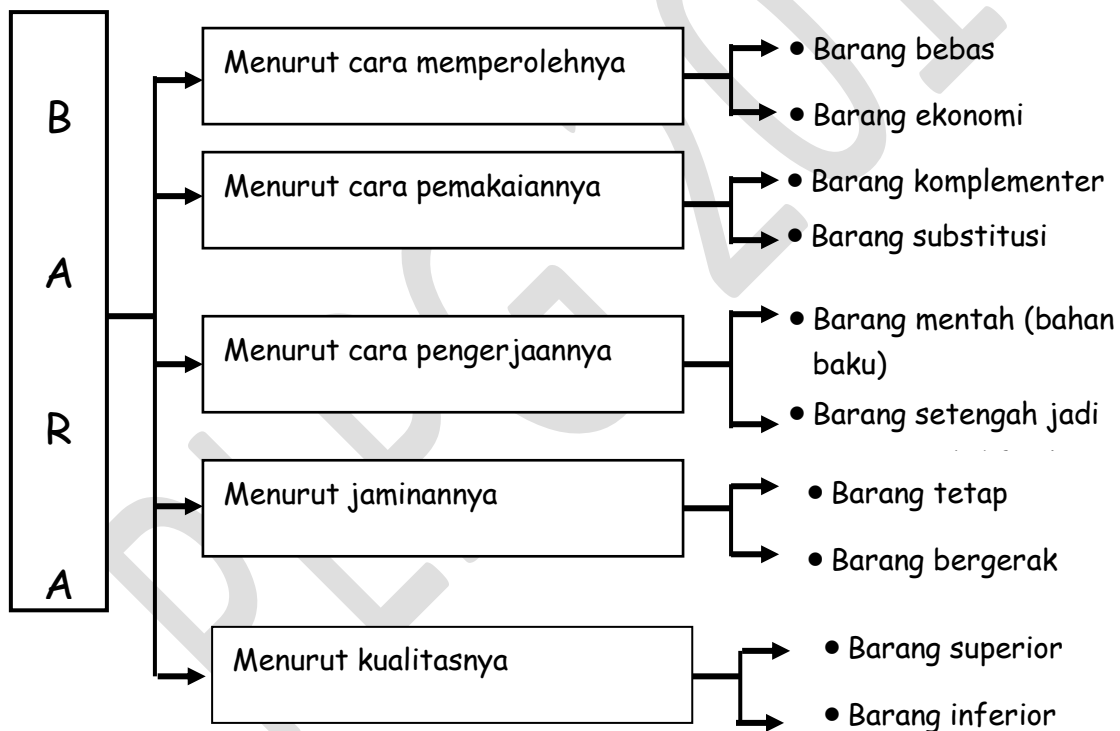 B
A
R
A
Menurut cara memperolehnya
• Barang bebas
• Barang ekonomi
Menurut cara pemakaiannya
• Barang komplementer
• Barang substitusi
Menurut cara pengerjaannya
• Barang mentah (bahan
baku)
• Barang setengah jadi
Menurut jaminannya
• Barang tetap
• Barang bergerak
Menurut kualitasnya
• Barang superior
• Barang inferior